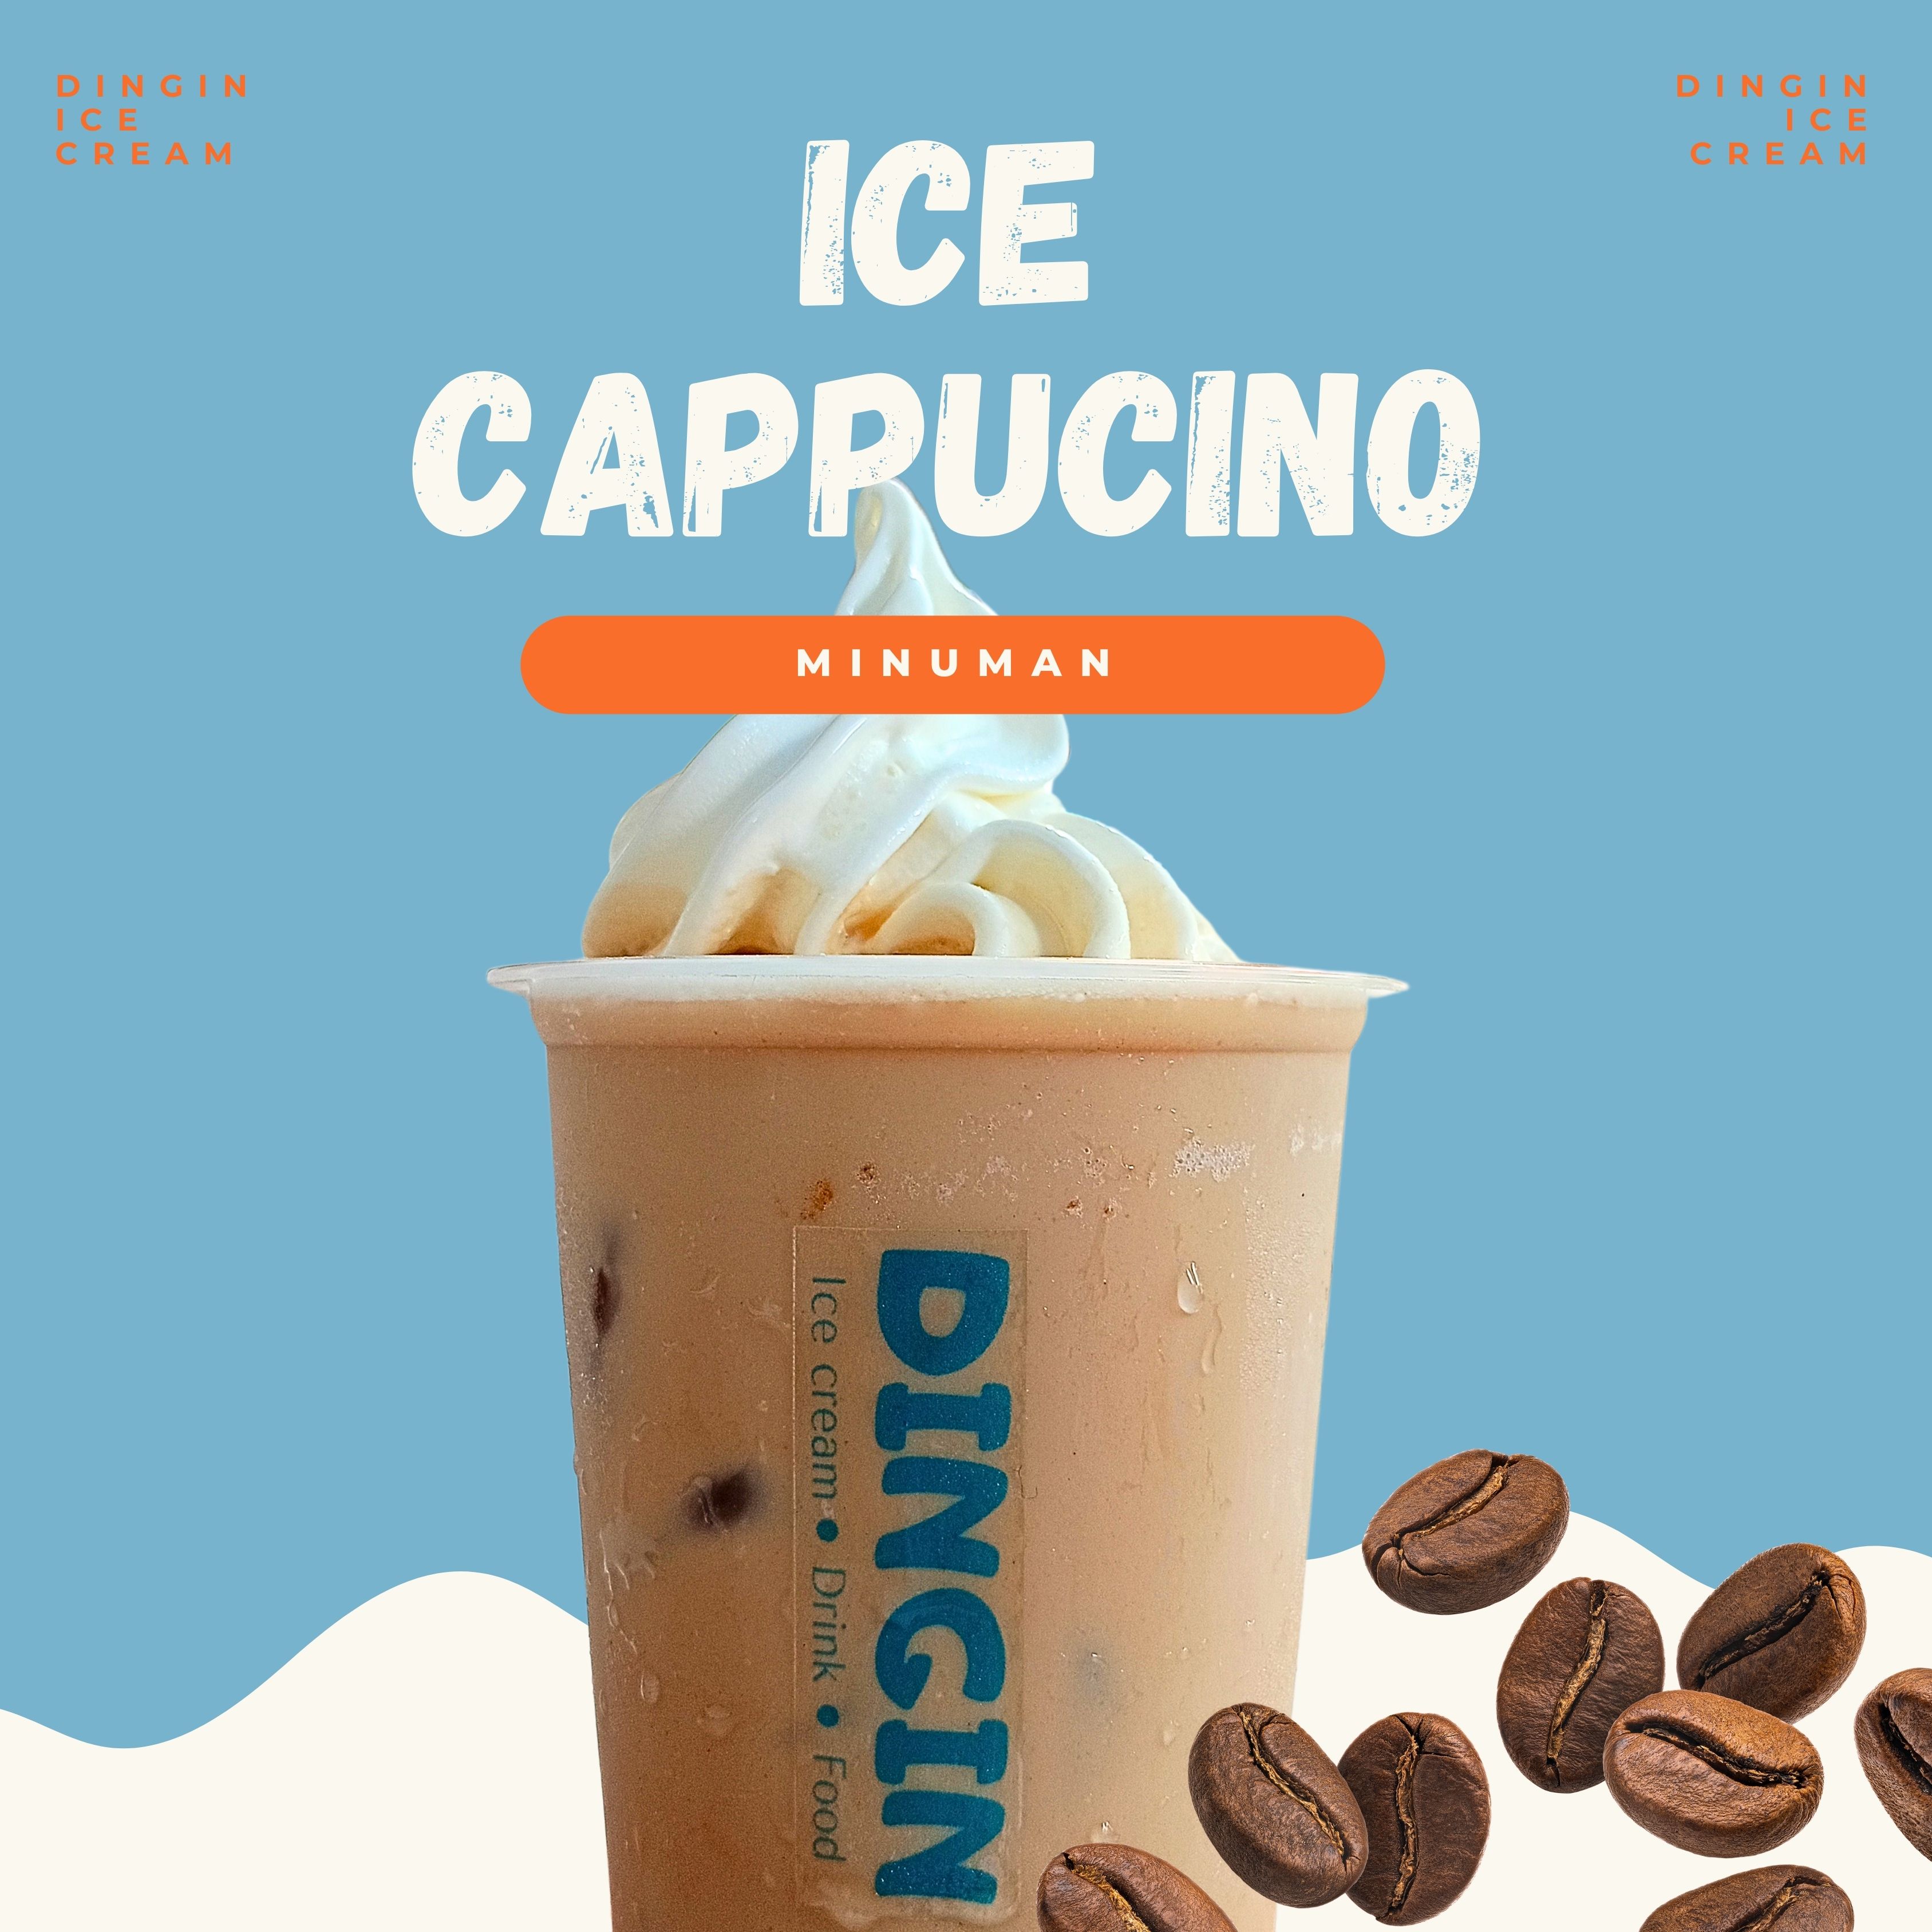 DINGIN
ICE
CREAM
DINGIN
ICE
CREAM
ICE
CAPPUCINO
MINUMAN
DINGIN
Ice cream • Drink • Food